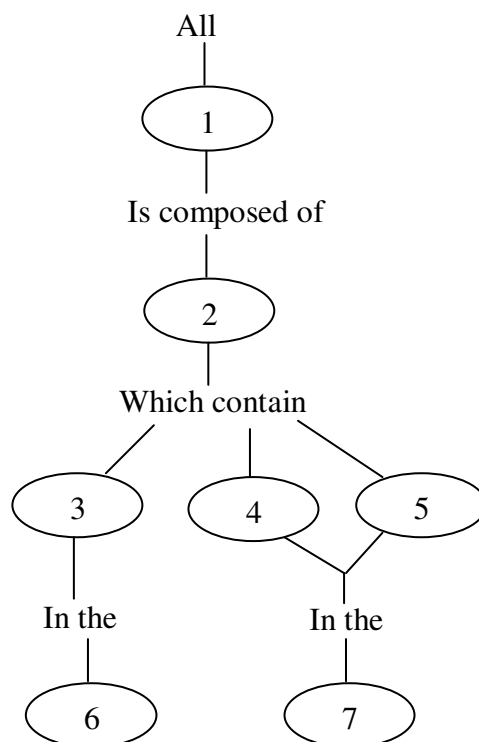 All
1
Is composed of
2
Which contain
3 4 5
In the In the
6 7